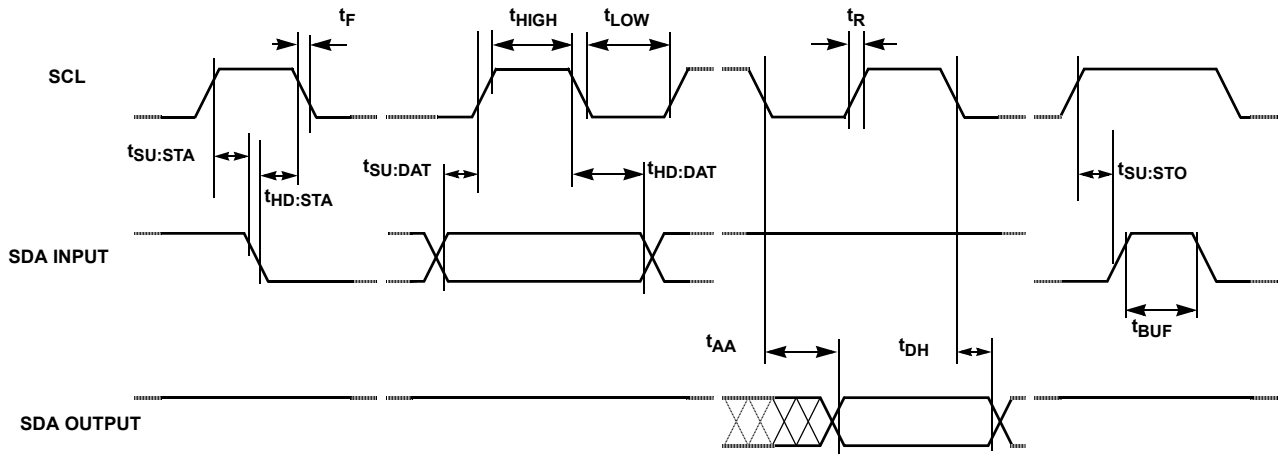 tF
tHIGH
tLOW
tR
SCL
tSU:STA
tHD:STA
tSU:DAT
tHD:DAT
tSU:STO
SDA INPUT
tBUF
tAA
tDH
SDA OUTPUT